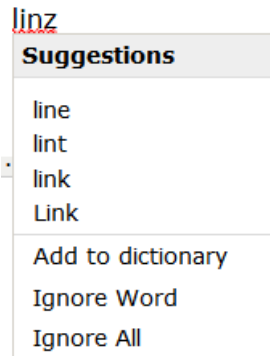 linz
Suggestions
line
lint
link
Link
Add to dictionary
Ignore Word
Ignore All